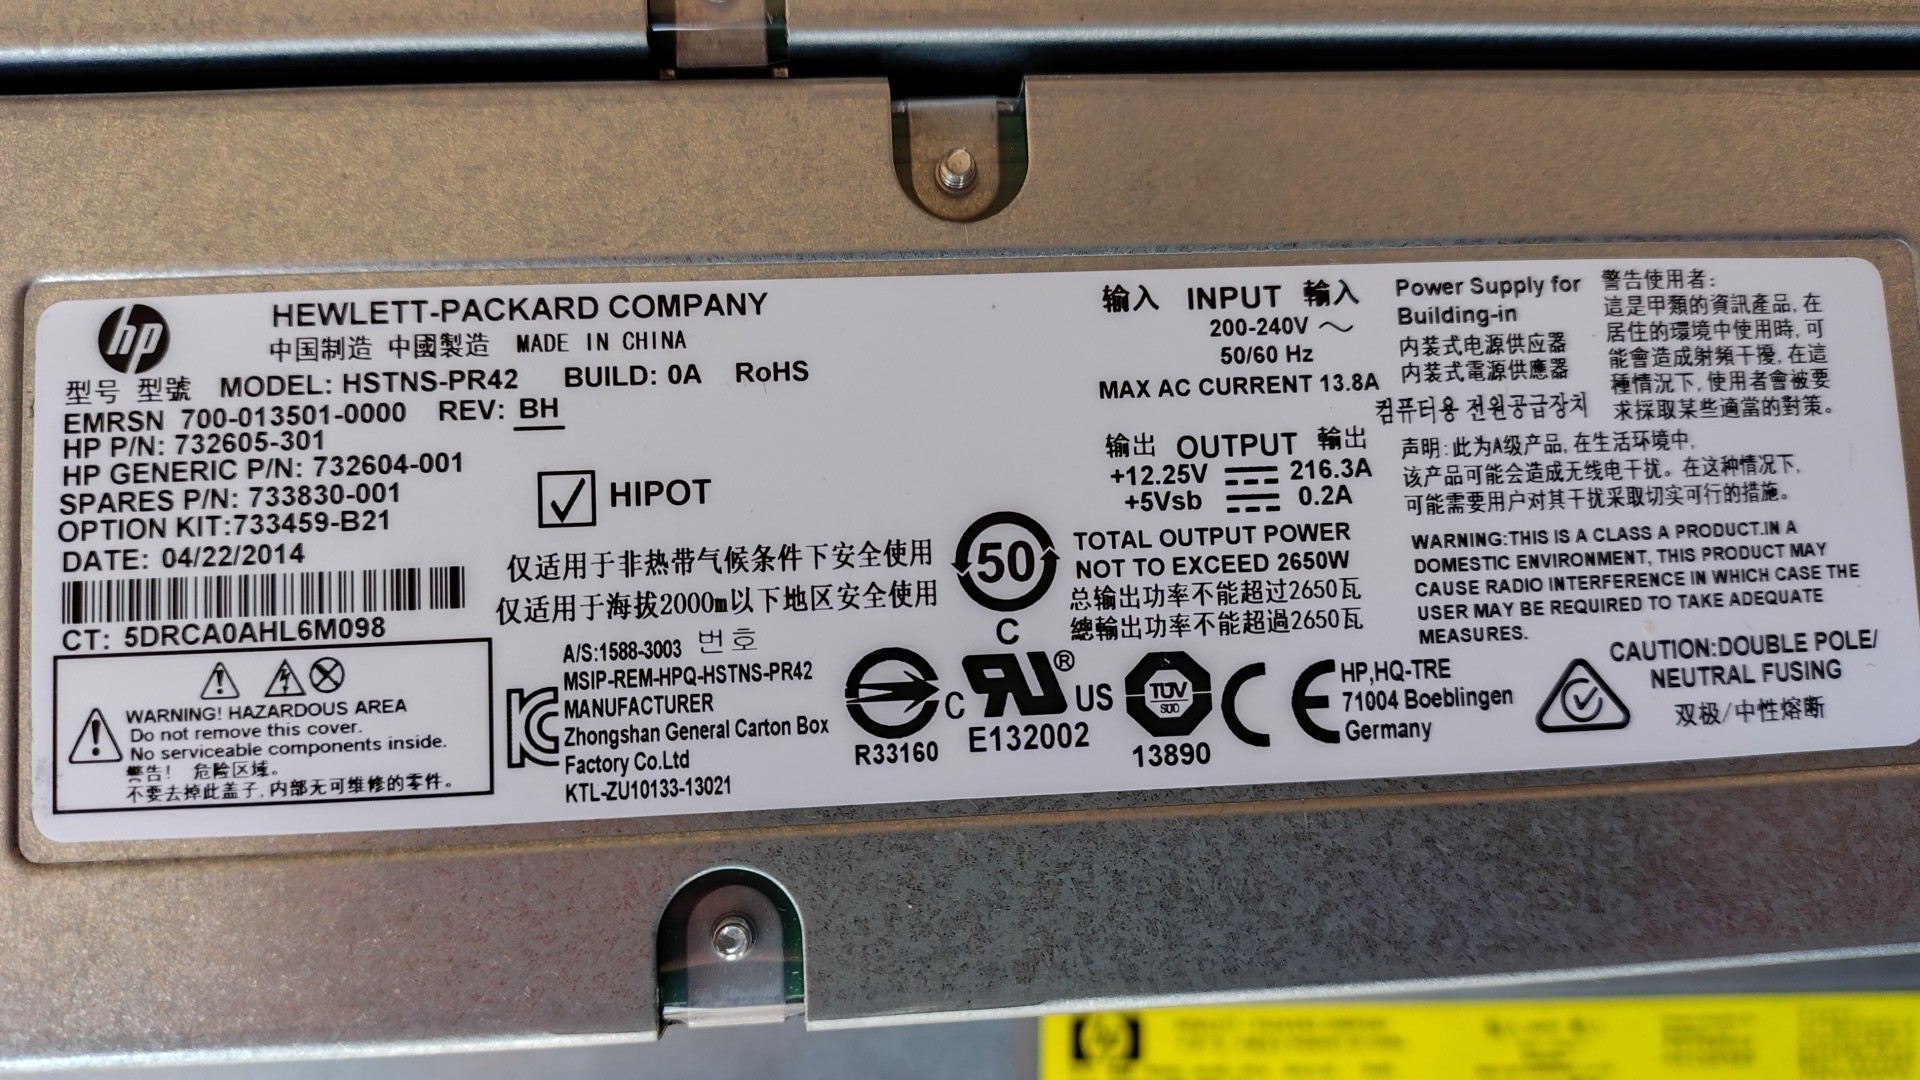 hp
HEWLETT-PACKARD COMPANY
中国制造 中國製造 MADE IN CHINA
型号 型號 MODEL: HSTNS-PR42 BUILD: 0A RoHS
EMRSN 700-013501-0000 REV: BH
HP P/N: 732605-301
HP GENERIC P/N: 732604-001
SPARES P/N: 733830-001
OPTION KIT:733459-B21
DATE: 04/22/2014
CT: 5DRCA0AHL6M098
HIPOT
仅适用于非热带气候条件下安全使用
仅适用于海拔2000m以下地区安全使用
WARNING! HAZARDOUS AREA
Do not remove this cover.
No serviceable components inside.
警告! 危险区域。
不要去掉此盖子,内部无可维修的零件。
A/S:1588-3003 번호
MSIP-REM-HPQ-HSTNS-PR42
MANUFACTURER
Zhongshan General Carton Box
Factory Co.Ltd
KTL-ZU10133-13021
输入 INPUT 輸入
200-240V ~
50/60 Hz
MAX AC CURRENT 13.8A
输出 OUTPUT 輸出
+12.25V 216.3A
+5Vsb 0.2A
TOTAL OUTPUT POWER
NOT TO EXCEED 2650W
总输出功率不能超过2650瓦
總輸出功率不能超過2650瓦
50
C
R33160
C RU® US
E132002
TÜV
SÜD
13890
CE
HP,HQ-TRE
71004 Boeblingen
Germany
Power Supply for
Building-in
内装式电源供应器
内裝式電源供應器
컴퓨터용 전원공급장치
警告使用者:
這是甲類的資訊產品,在
居住的環境中使用時,可
能會造成射頻干擾,在這
種情況下,使用者會被要
求採取某些適當的對策。
声明:此为A级产品,在生活环境中,
该产品可能会造成无线电干扰。在这种情况下,
可能需要用户对其干扰采取切实可行的措施。
WARNING:THIS IS A CLASS A PRODUCT.IN A
DOMESTIC ENVIRONMENT, THIS PRODUCT MAY
CAUSE RADIO INTERFERENCE IN WHICH CASE THE
USER MAY BE REQUIRED TO TAKE ADEQUATE
MEASURES.
CAUTION:DOUBLE POLE/
NEUTRAL FUSING
双极/中性熔断
hp